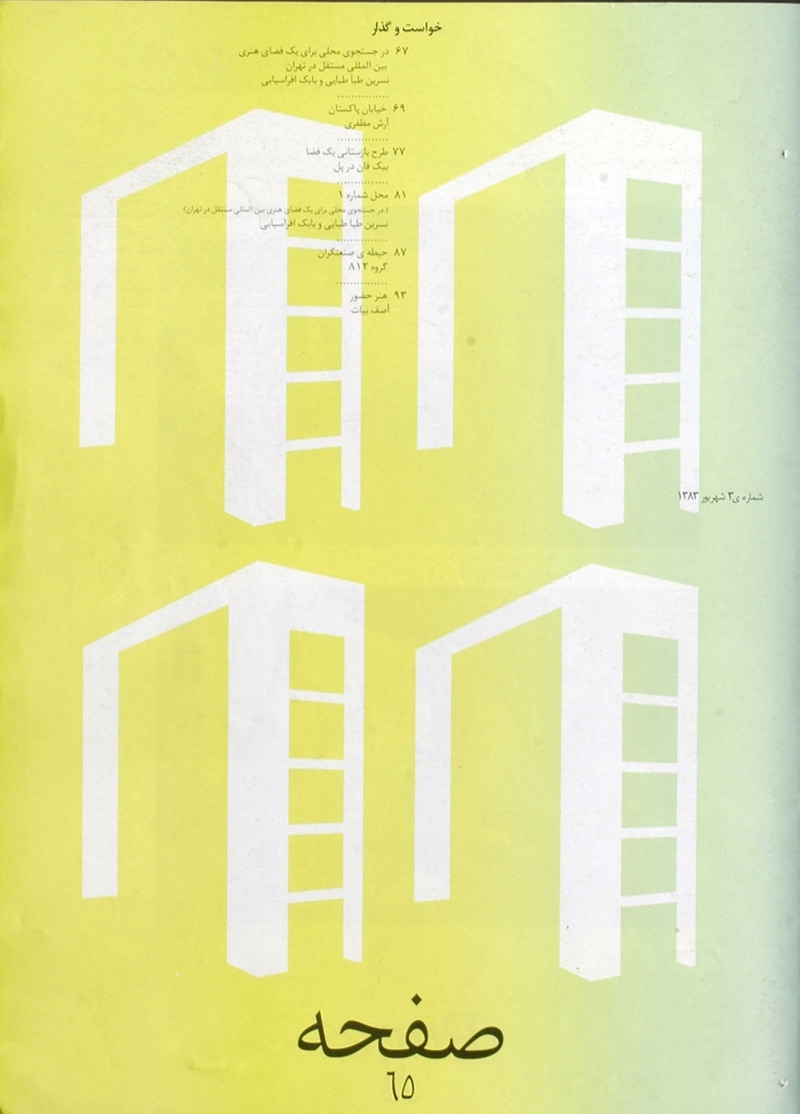 خواست و گذار
۶۷ در جستجوی محلی برای یک فضای هنری
بین المللی مستقل در تهران
نسرین طبا طبایی و بابک افراسیابی
...............
۶۹ خیابان پاکستان
آرش مظفری
...............
۷۷ طرح بازستانی یک فضا
بیک فان در پل
...............
۸۱ محل شماره ۱
( در جستجوی محلی برای یک فضای هنری بین المللی مستقل در تهران)
نسرین طبا طبایی و بابک افراسیابی
...............
۸۷ حیطه ی صنعتگران
گروه ۸۱۲
...............
۹۳ هنر حضور
آصف بیات
شماره ی۳ شهریور ۱۳۸۳
صفحه
٦٥